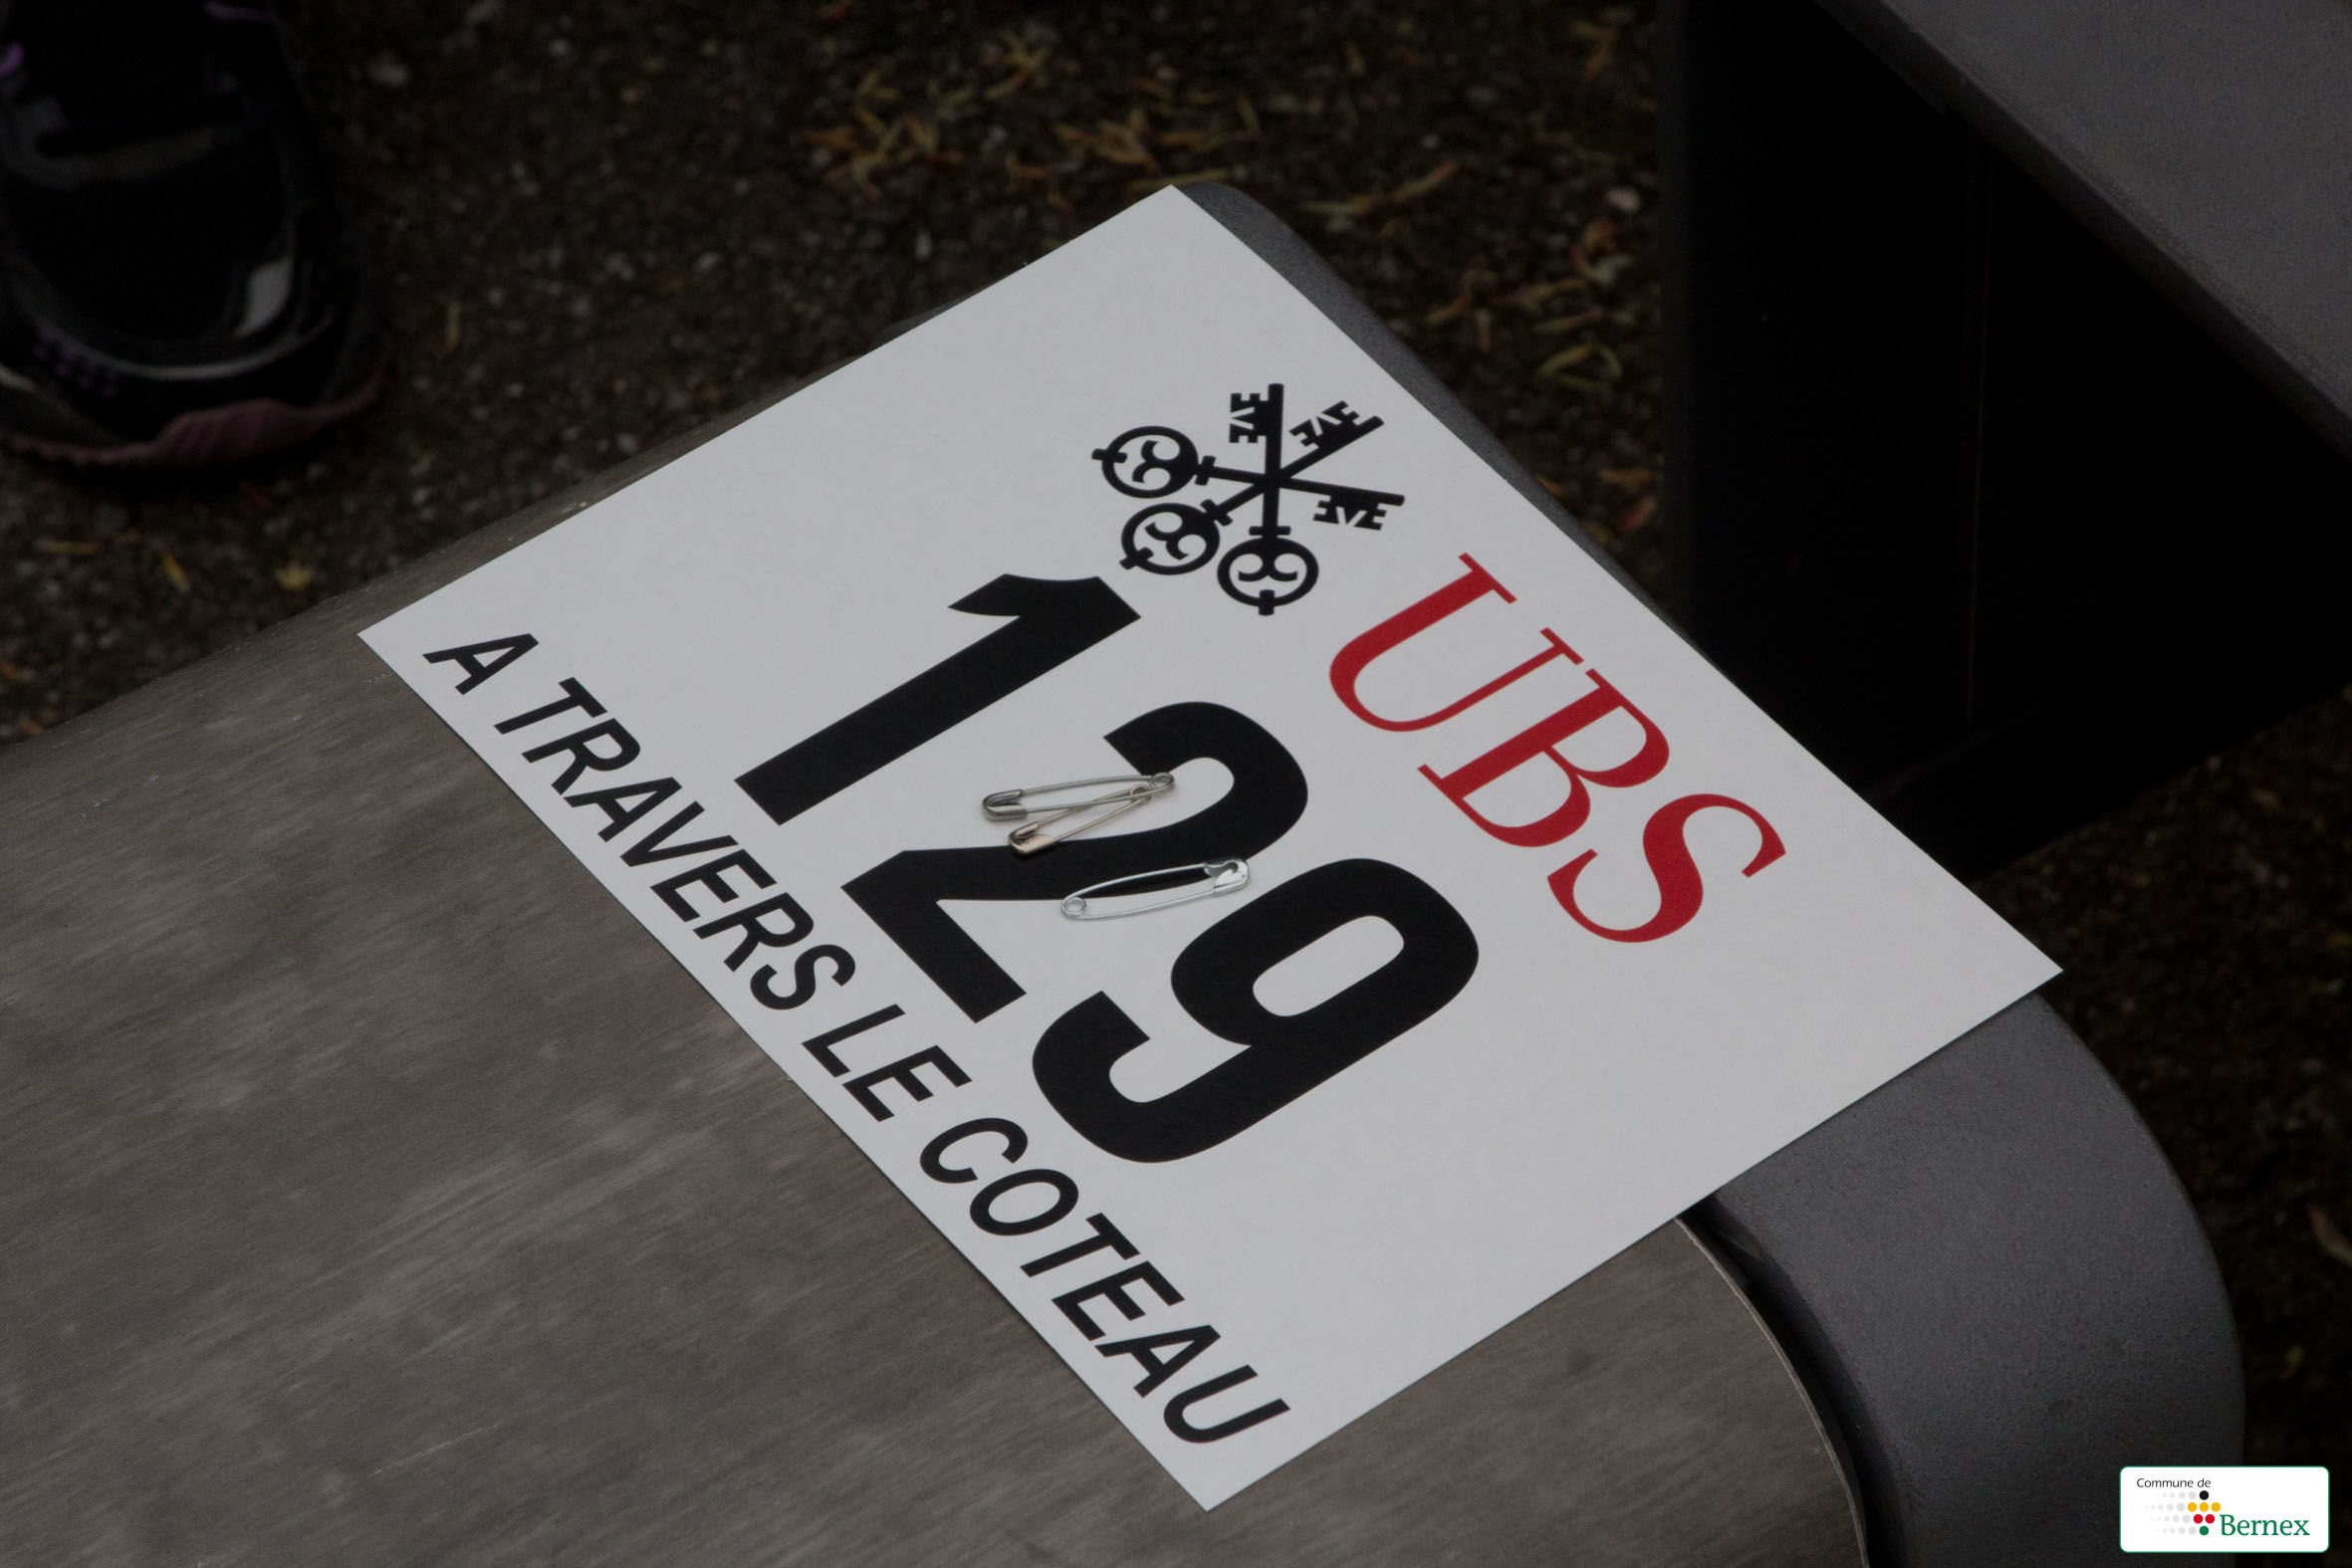 UBS
129
A TRAVERS LE COTEAU
Commune de
Bernex